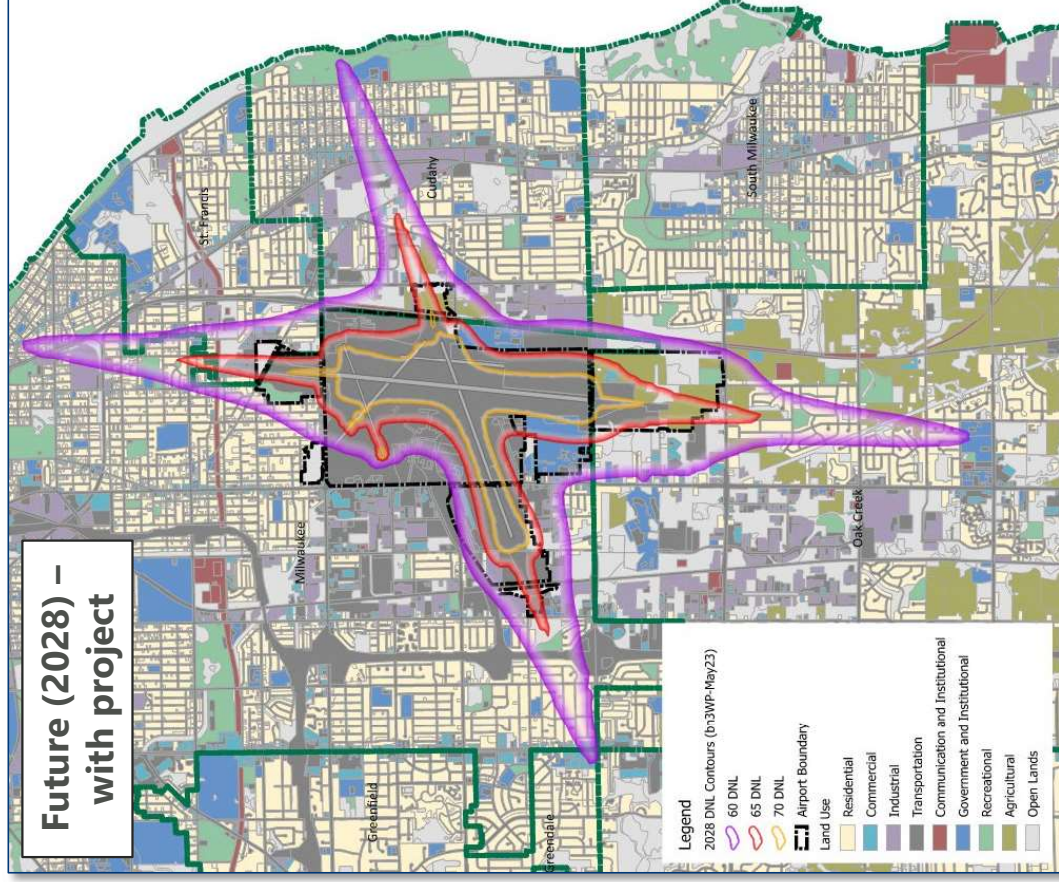 Future (2028) –
with project
St. Francis
Cudahy
Milwaukee
South Milwaukee
Greenfield
Greendale
Oak Creek
Legend
2028 DNL Contours (bn3WP-May23)
60 DNL
65 DNL
70 DNL
Airport Boundary
Land Use
Residential
Commercial
Industrial
Transportation
Communication and Institutional
Government and Institutional
Recreational
Agricultural
Open Lands